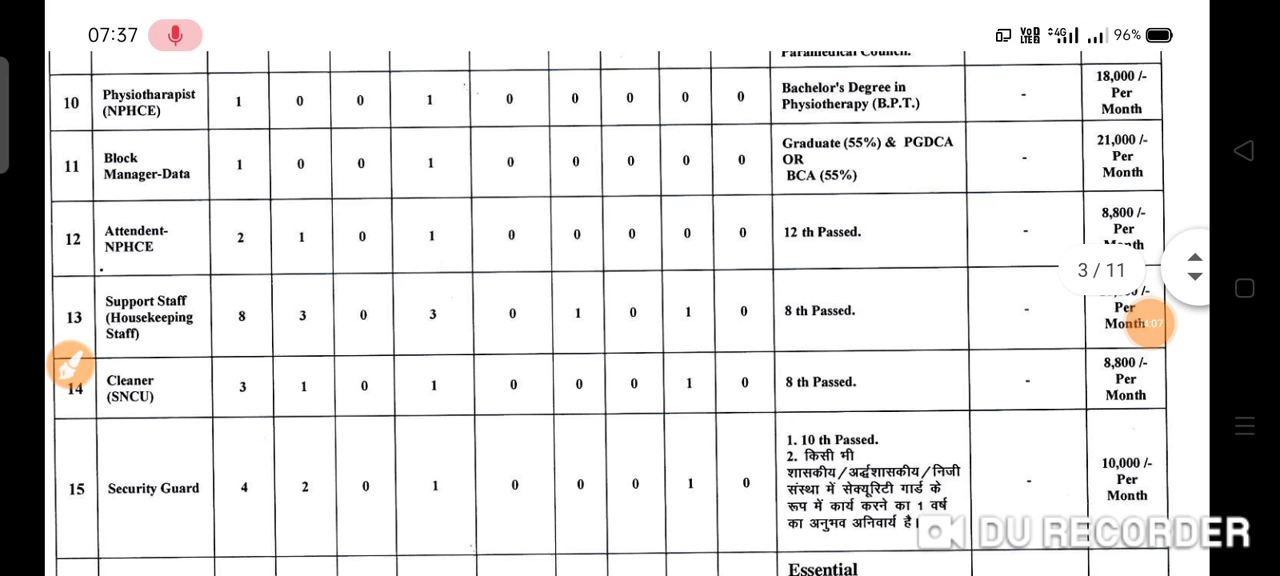 07:37
VoD LTE2 4G 96%
Paramedical Council.
10 Physiotharapist (NPHCE) 1 0 0 1 0 0 0 0 0 Bachelor's Degree in Physiotherapy (B.P.T.) - 18,000 /- Per Month
11 Block Manager-Data 1 0 0 1 0 0 0 0 0 Graduate (55%) & PGDCA OR BCA (55%) - 21,000 /- Per Month
12 Attendent-NPHCE 2 1 0 1 0 0 0 0 0 12 th Passed. - 8,800 /- Per Month
3 / 11
13 Support Staff (Housekeeping Staff) 8 3 0 3 0 1 0 1 0 8 th Passed. - /- Per Month
14 Cleaner (SNCU) 3 1 0 1 0 0 0 1 0 8 th Passed. - 8,800 /- Per Month
15 Security Guard 4 2 0 1 0 0 0 1 0 1. 10 th Passed.
2. किसी भी
शासकीय/अर्द्धशासकीय/निजी
संस्था में सेक्यूरिटी गार्ड के
रूप में कार्य करने का 1 वर्ष
का अनुभव अनिवार्य है। - 10,000 /- Per Month
DU RECORDER
Essential